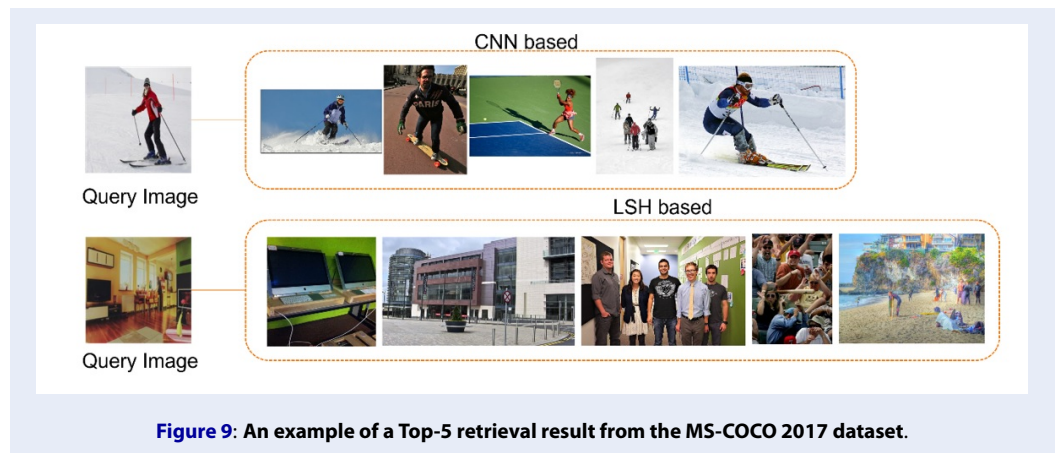 CNN based
PARIS
Query Image
LSH based
Query Image
Figure 9: An example of a Top-5 retrieval result from the MS-COCO 2017 dataset.